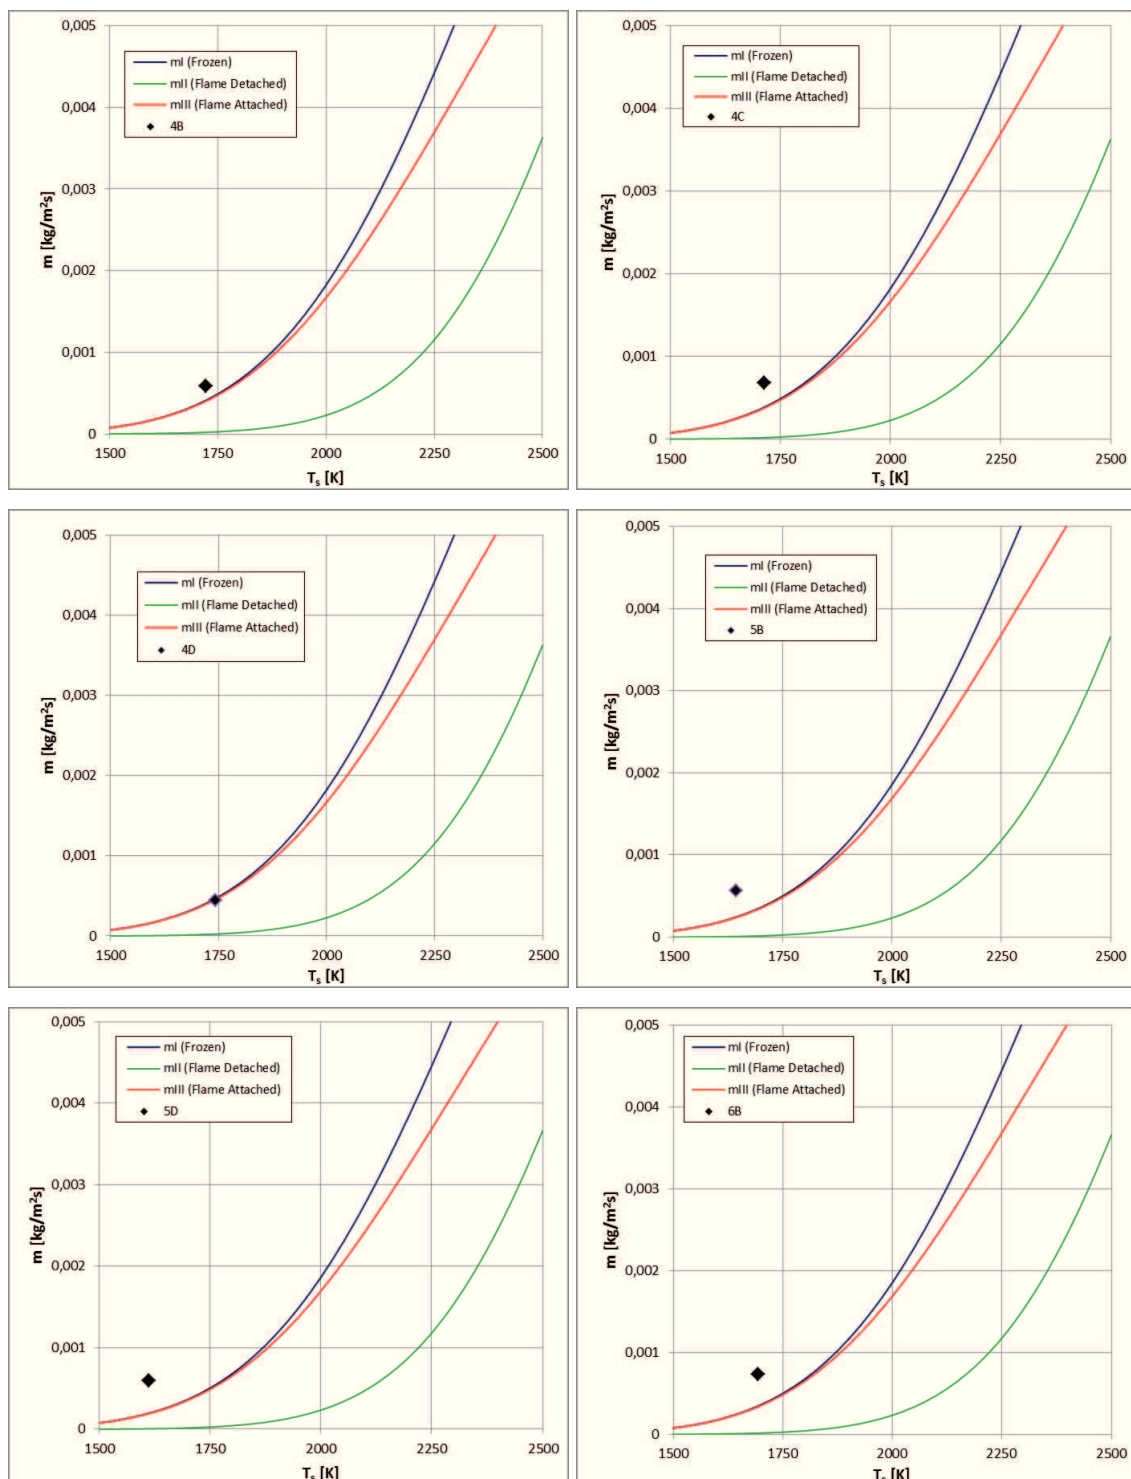 0,005
mI (Frozen)
mII (Flame Detached)
mIII (Flame Attached)
4B
0,004
0,003
0,002
0,001
0
m [kg/m²s]
1500 1750 2000 2250 2500
Tₛ [K]
0,005
mI (Frozen)
mII (Flame Detached)
mIII (Flame Attached)
4C
0,004
0,003
0,002
0,001
0
m [kg/m²s]
1500 1750 2000 2250 2500
Tₛ [K]
0,005
mI (Frozen)
mII (Flame Detached)
mIII (Flame Attached)
4D
0,004
0,003
0,002
0,001
0
m [kg/m²s]
1500 1750 2000 2250 2500
Tₛ [K]
0,005
mI (Frozen)
mII (Flame Detached)
mIII (Flame Attached)
5B
0,004
0,003
0,002
0,001
0
m [kg/m²s]
1500 1750 2000 2250 2500
Tₛ [K]
0,005
mI (Frozen)
mII (Flame Detached)
mIII (Flame Attached)
5D
0,004
0,003
0,002
0,001
0
m [kg/m²s]
1500 1750 2000 2250 2500
Tₛ [K]
0,005
mI (Frozen)
mII (Flame Detached)
mIII (Flame Attached)
6B
0,004
0,003
0,002
0,001
0
m [kg/m²s]
1500 1750 2000 2250 2500
Tₛ [K]